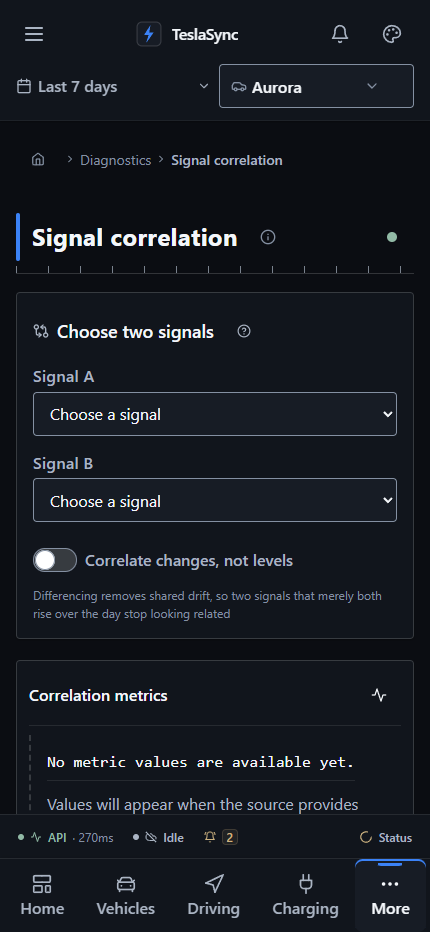 TeslaSync
Last 7 days
Aurora
Diagnostics
Signal correlation
Signal correlation
Choose two signals
Signal A
Choose a signal
Signal B
Choose a signal
Correlate changes, not levels
Differencing removes shared drift, so two signals that merely both
rise over the day stop looking related
Correlation metrics
No metric values are available yet.
Values will appear when the source provides
API · 270ms
Idle
2
Status
Home
Vehicles
Driving
Charging
More